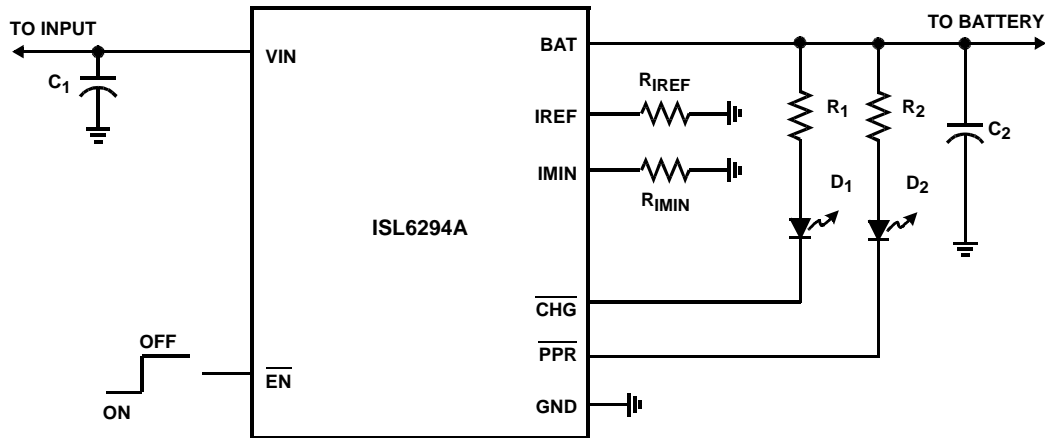 TO INPUT
TO BATTERY
VIN
BAT
C1
RIREF
IREF
R1
R2
C2
IMIN
RIMIN
D1
D2
ISL6294A
CHG
OFF
PPR
EN
ON
GND